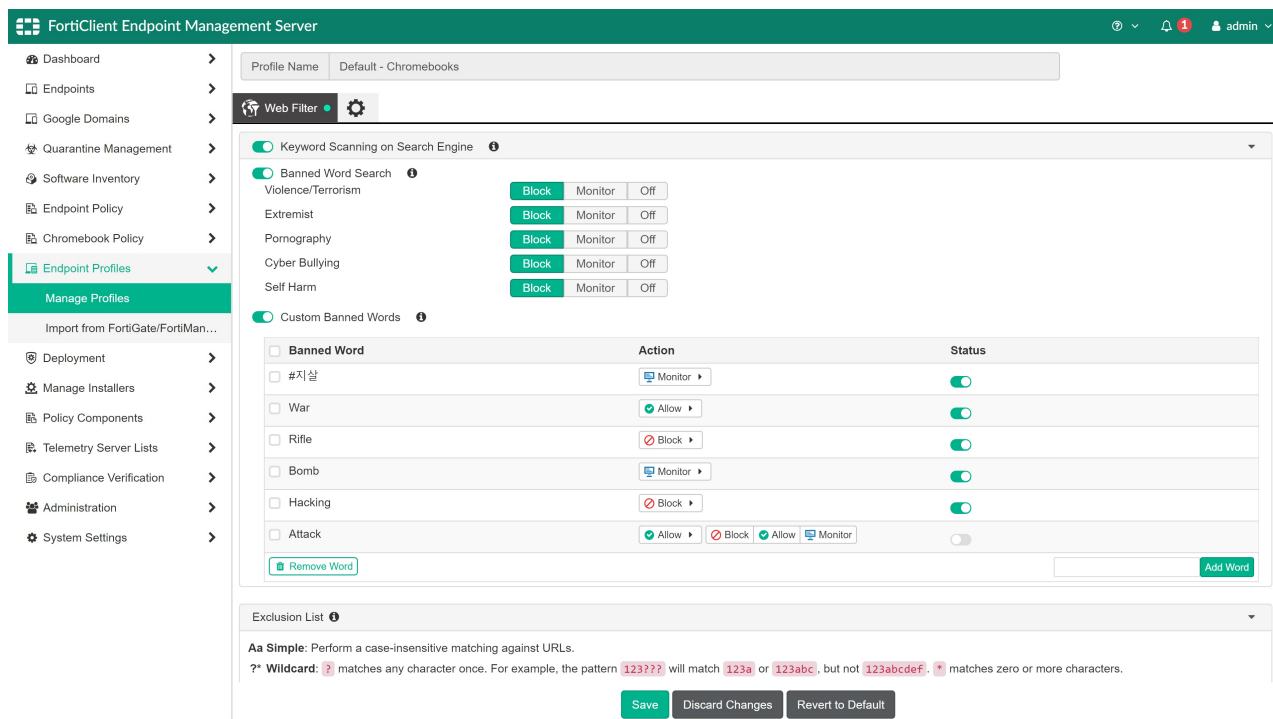 FortiClient Endpoint Management Server
1
admin
Dashboard
Endpoints
Google Domains
Quarantine Management
Software Inventory
Endpoint Policy
Chromebook Policy
Endpoint Profiles
Manage Profiles
Import from FortiGate/FortiMan...
Deployment
Manage Installers
Policy Components
Telemetry Server Lists
Compliance Verification
Administration
System Settings
Profile Name Default - Chromebooks
Web Filter
Keyword Scanning on Search Engine
Banned Word Search
Violence/Terrorism Block Monitor Off
Extremist Block Monitor Off
Pornography Block Monitor Off
Cyber Bullying Block Monitor Off
Self Harm Block Monitor Off
Custom Banned Words
Banned Word Action Status
#지살 Monitor
War Allow
Rifle Block
Bomb Monitor
Hacking Block
Attack Allow Block Allow Monitor
Remove Word Add Word
Exclusion List
Aa Simple: Perform a case-insensitive matching against URLs.
?* Wildcard: ? matches any character once. For example, the pattern 123??? will match 123a or 123abc, but not 123abcdef. * matches zero or more characters.
Save Discard Changes Revert to Default